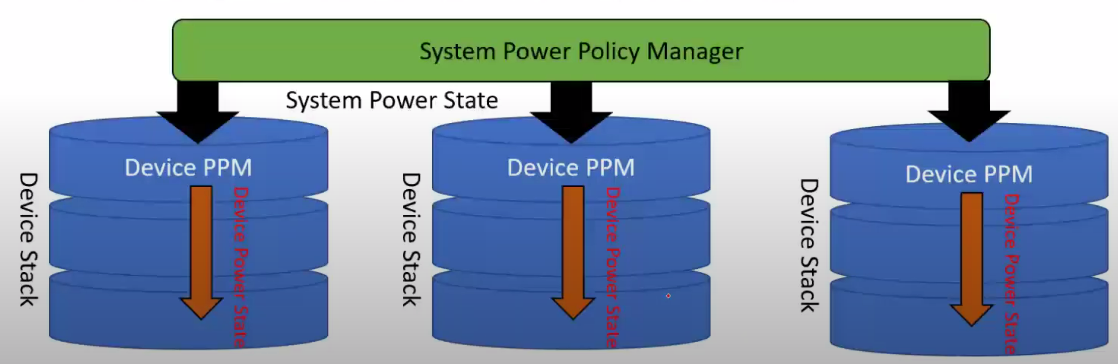 System Power Policy Manager
System Power State
Device PPM
Device PPM
Device PPM
Device Stack
Device Power State
Device Stack
Device Power State
Device Stack
Device Power State